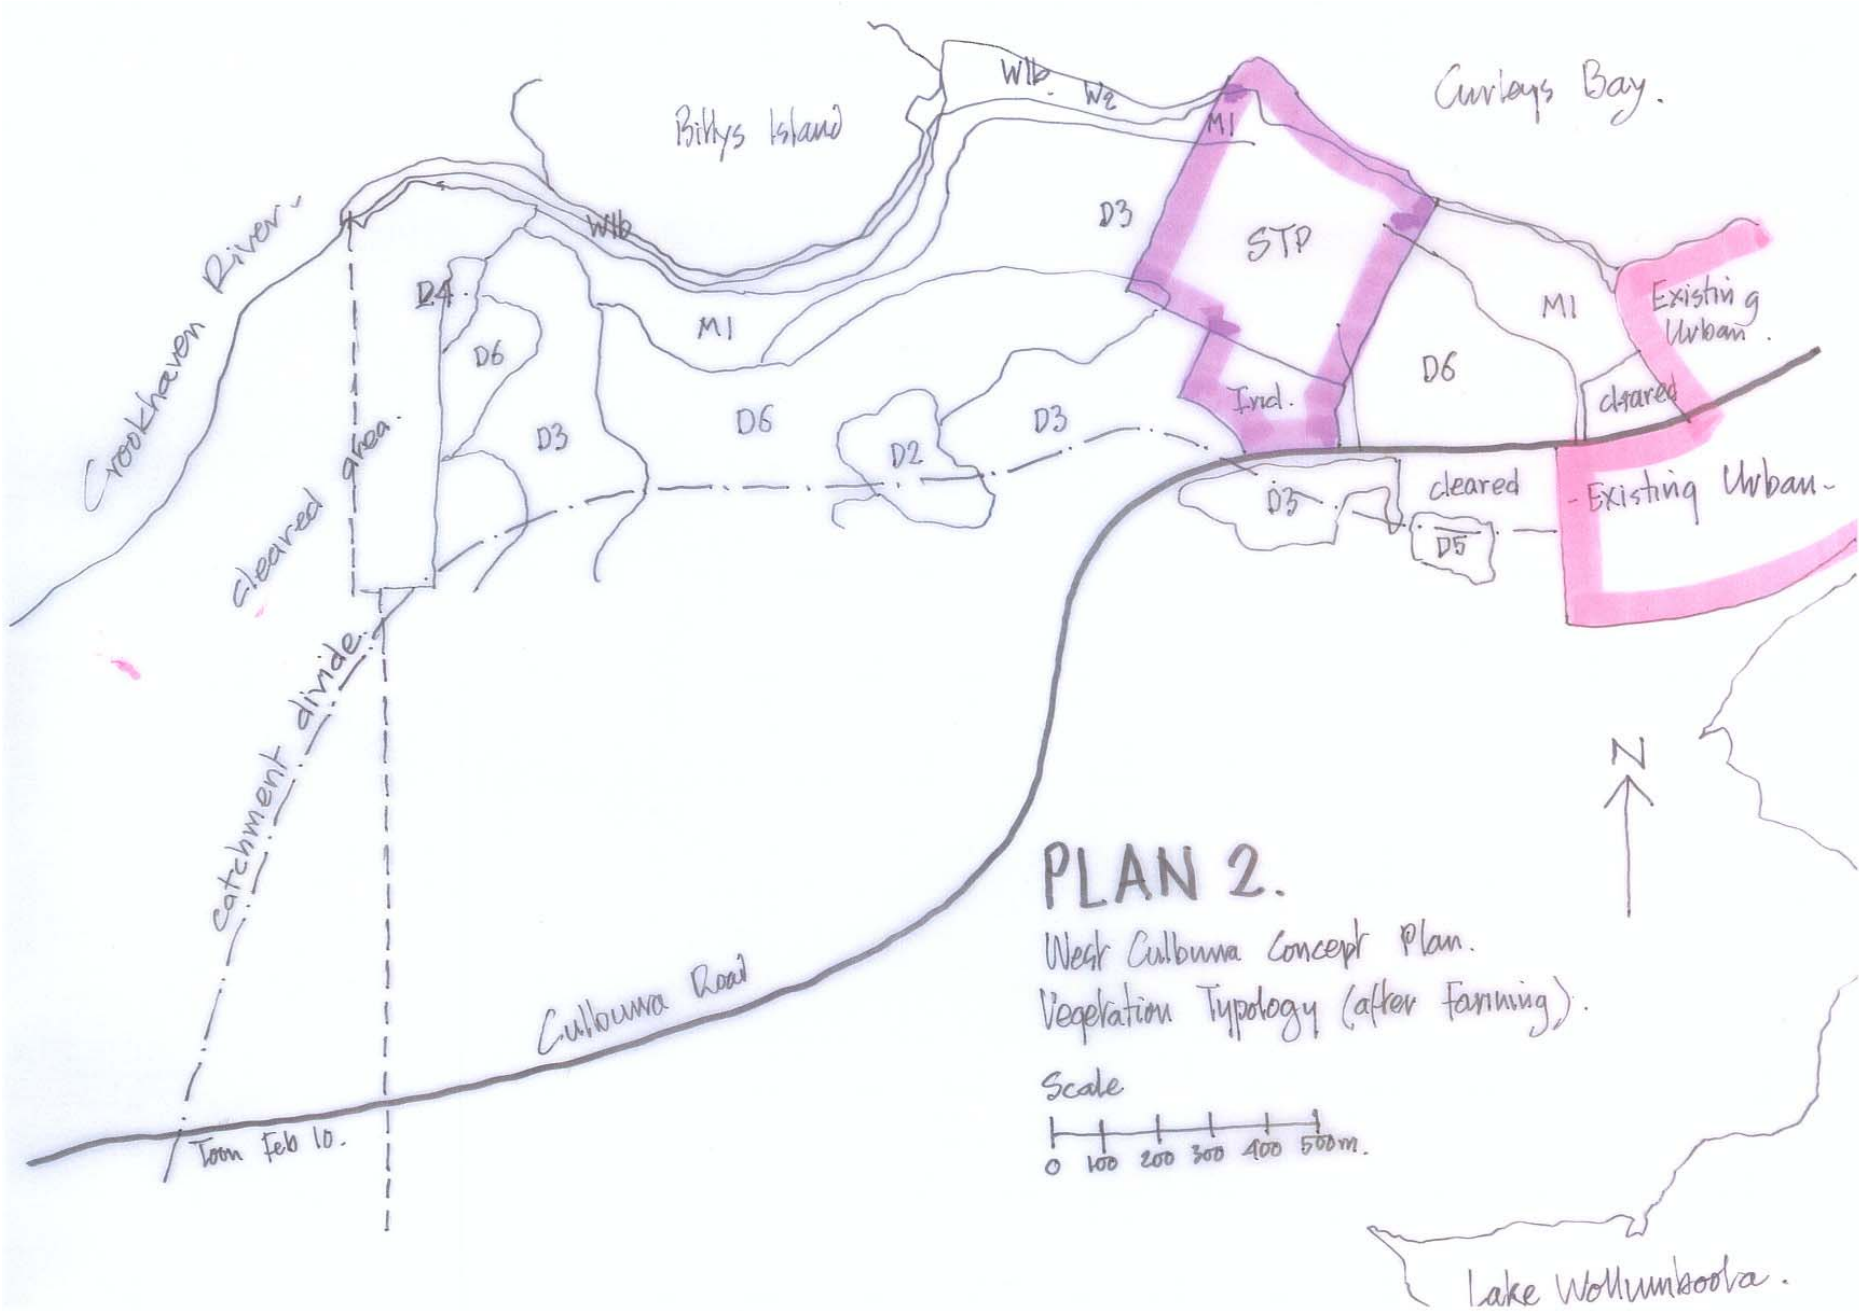 Curleys Bay.
W1b.
W2
Billys Island
M1
Crookhaven River.
W1b
D3
STP
D4
M1
Existing
Urban.
M1
D6
D6
Ind.
cleared
D3
D6
D3
D2
cleared area.
D3
cleared
- Existing Urban -
D5
catchment divide.
N
PLAN 2.
West Culburra Concept Plan.
Vegetation Typology (after Fanning).
Culburra Road
Scale
0 100 200 300 400 500m.
Toon Feb 10.
Lake Wollumboola.